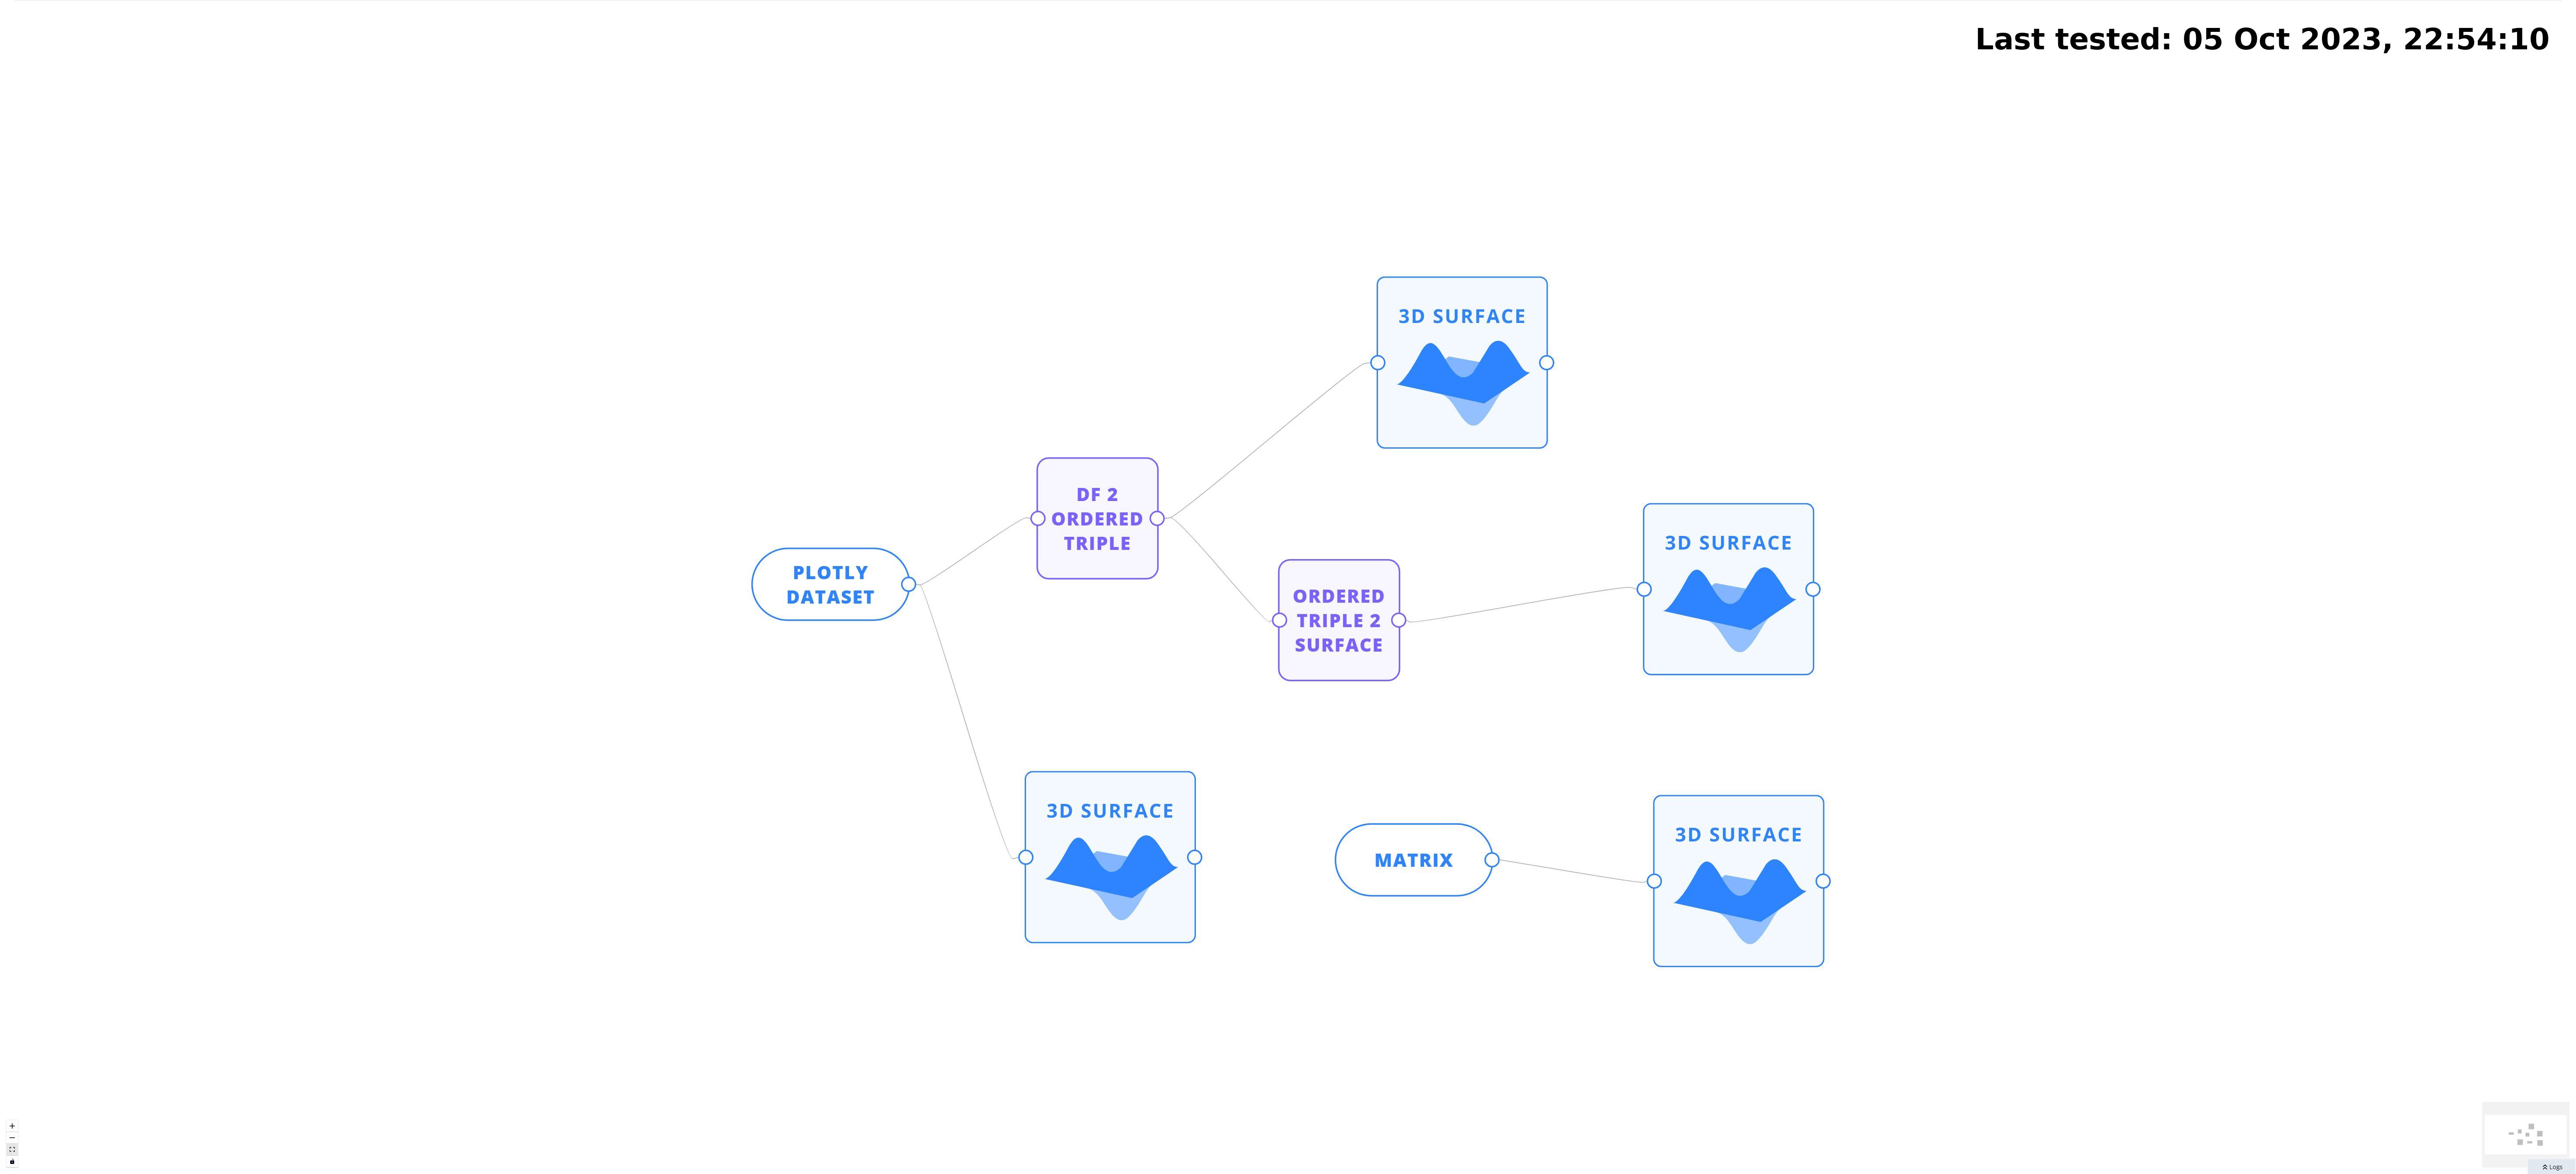 Last tested: 05 Oct 2023, 22:54:10
3D SURFACE
DF 2
ORDERED
TRIPLE
3D SURFACE
PLOTLY
DATASET
ORDERED
TRIPLE 2
SURFACE
3D SURFACE
3D SURFACE
MATRIX
Logs